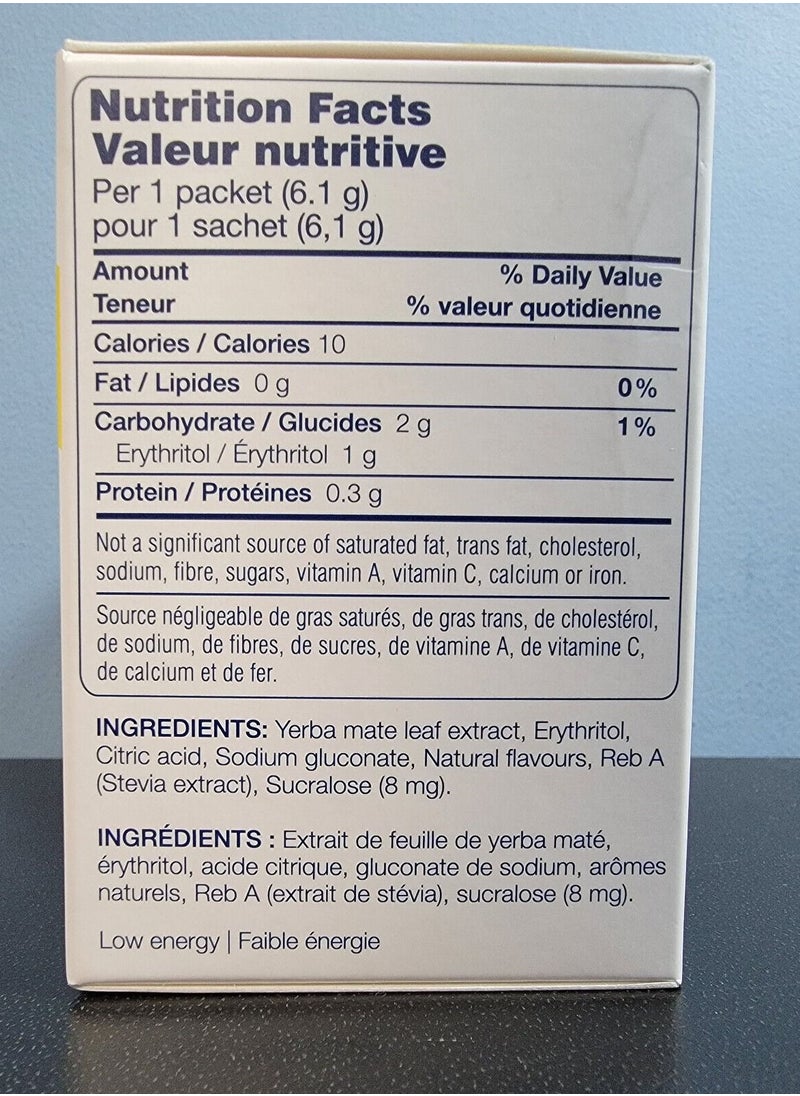 Nutrition Facts
Valeur nutritive
Per 1 packet (6.1 g)
pour 1 sachet (6,1 g)
Amount % Daily Value
Teneur % valeur quotidienne
Calories / Calories 10
Fat / Lipides 0 g 0 %
Carbohydrate / Glucides 2 g 1 %
Erythritol / Érythritol 1 g
Protein / Protéines 0.3 g
Not a significant source of saturated fat, trans fat, cholesterol,
sodium, fibre, sugars, vitamin A, vitamin C, calcium or iron.
Source négligeable de gras saturés, de gras trans, de cholestérol,
de sodium, de fibres, de sucres, de vitamine A, de vitamine C,
de calcium et de fer.
INGREDIENTS: Yerba mate leaf extract, Erythritol,
Citric acid, Sodium gluconate, Natural flavours, Reb A
(Stevia extract), Sucralose (8 mg).
INGRÉDIENTS : Extrait de feuille de yerba maté,
érythritol, acide citrique, gluconate de sodium, arômes
naturels, Reb A (extrait de stévia), sucralose (8 mg).
Low energy | Faible énergie